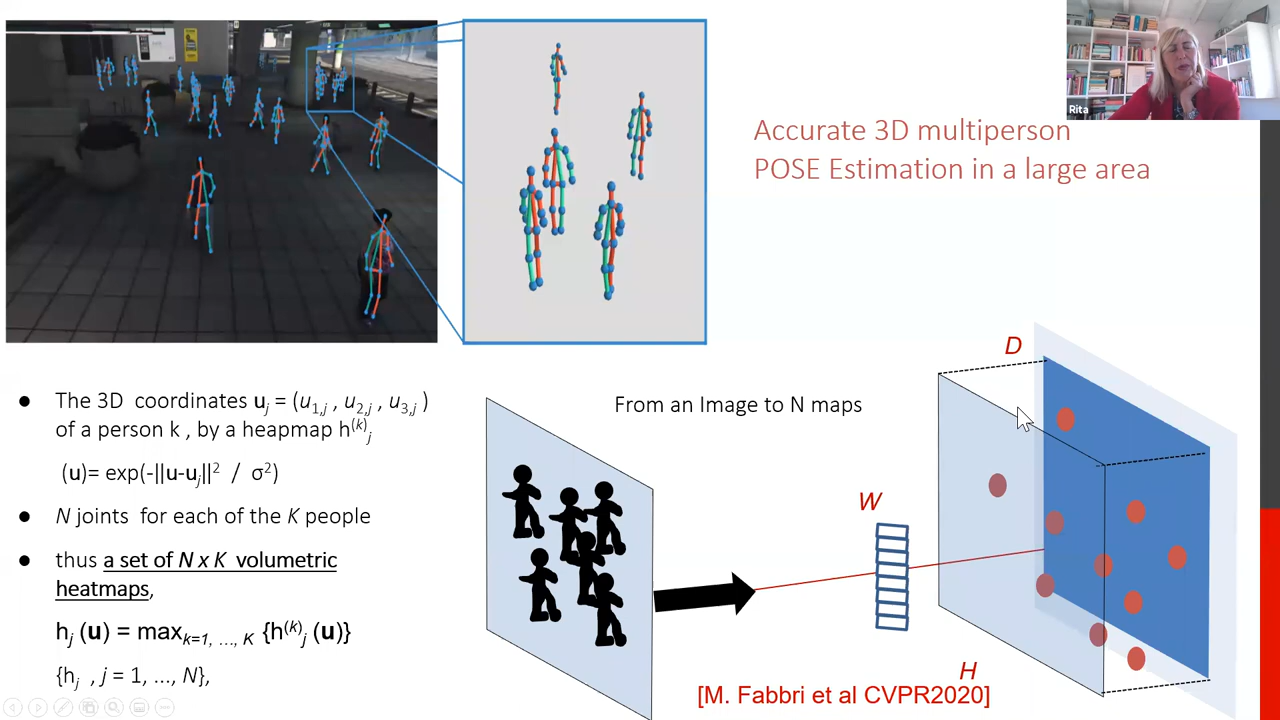 Rita
Accurate 3D multiperson
POSE Estimation in a large area
● The 3D coordinates uj = (u1,j , u2,j , u3,j )
of a person k , by a heapmap h(k)j
(u)= exp(-||u-uj||2 / σ2)
● N joints for each of the K people
● thus a set of N x K volumetric
heatmaps,
hj (u) = maxk=1, ..., K {h(k)j (u)}
{hj , j = 1, ..., N},
From an Image to N maps
D
W
H
[M. Fabbri et al CVPR2020]